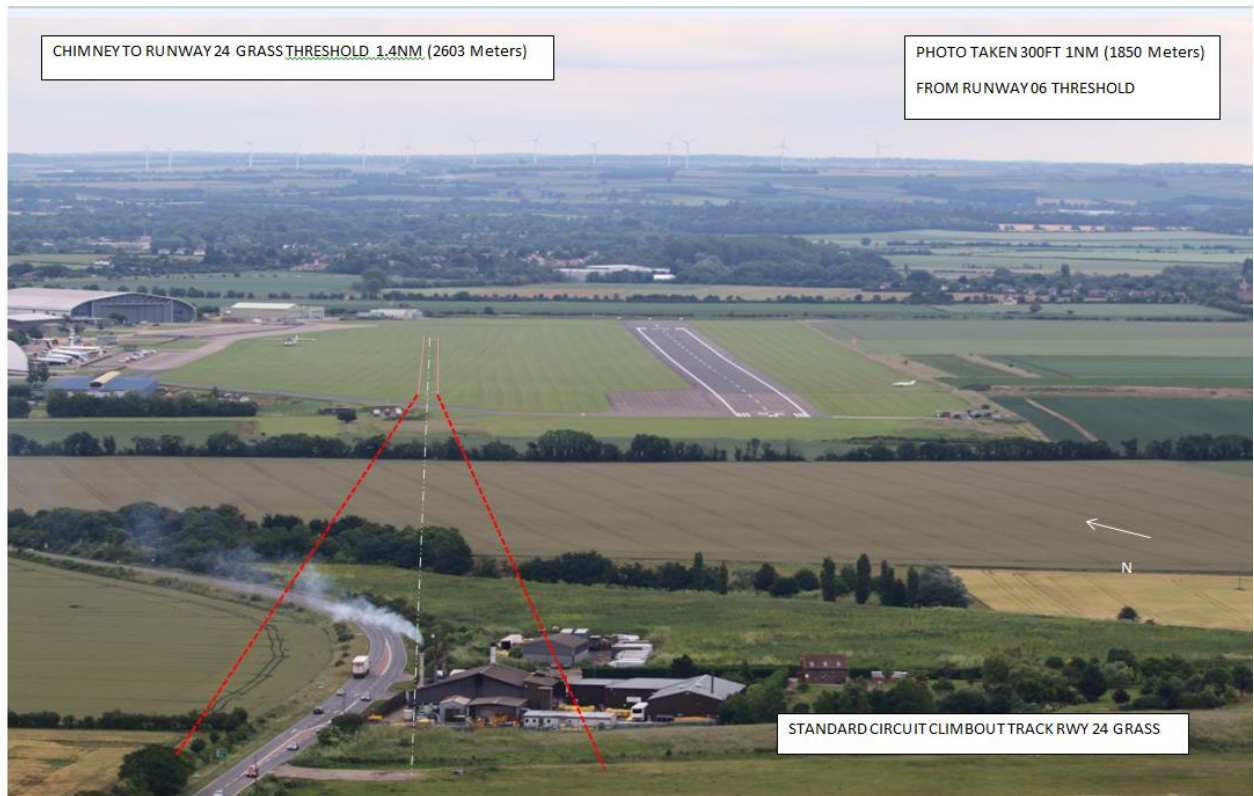 CHIMNEY TO RUNWAY 24 GRASS THRESHOLD 1.4NM (2603 Meters)
PHOTO TAKEN 300FT 1NM (1850 Meters)
FROM RUNWAY 06 THRESHOLD
N
STANDARD CIRCUIT CLIMBOUT TRACK RWY 24 GRASS